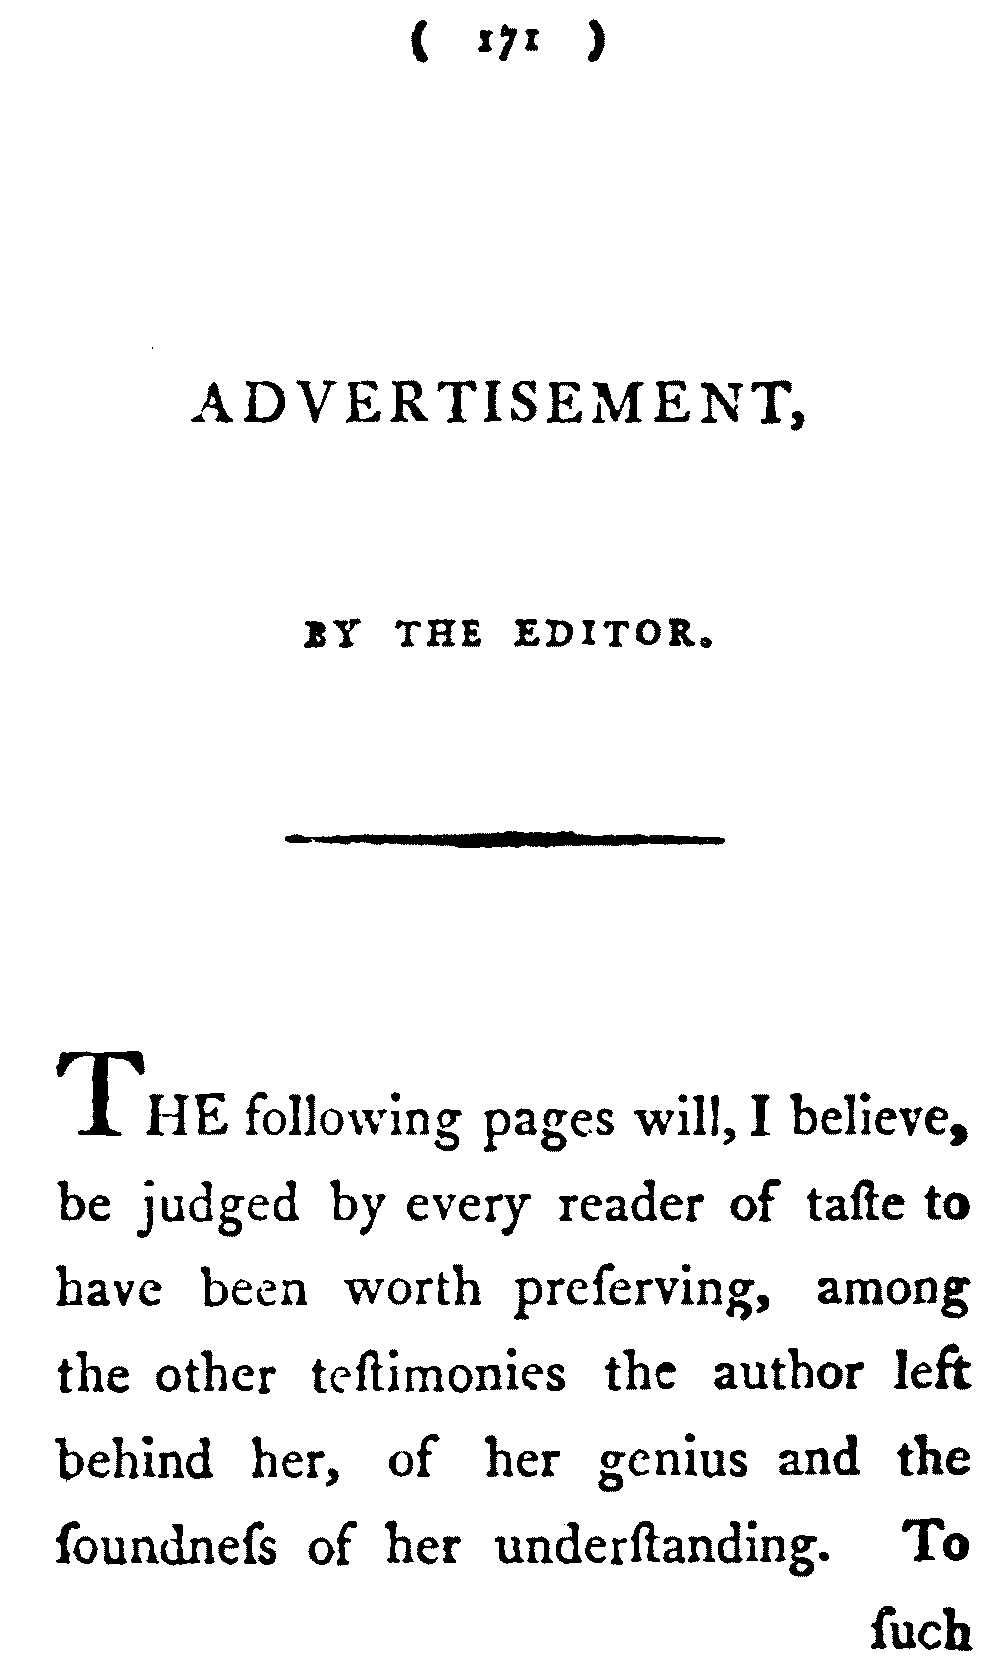 ( 171 )
ADVERTISEMENT,
BY THE EDITOR.
THE following pages will, I believe,
be judged by every reader of taſte to
have been worth preſerving, among
the other teſtimonies the author left
behind her, of her genius and the
ſoundneſs of her underſtanding. To
ſuch